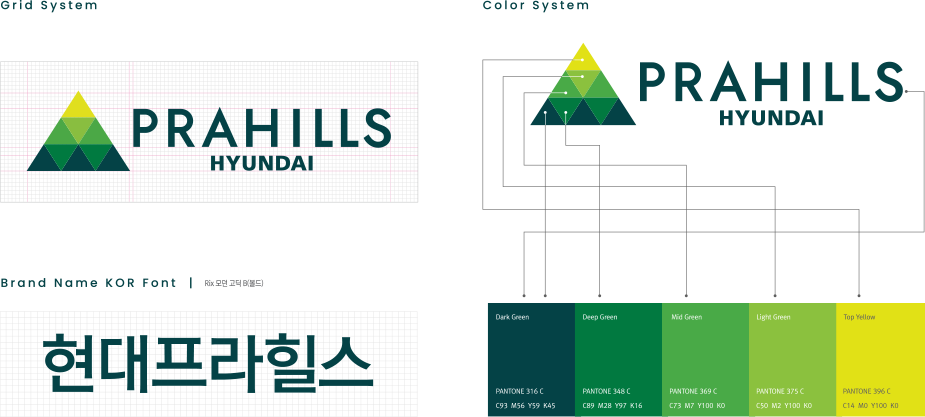 Grid System
PRAHILLS
HYUNDAI
Brand Name KOR Font | Rix 모던 고딕 B(볼드)
현대프라힐스
Color System
PRAHILLS
HYUNDAI
Dark Green
PANTONE 316 C
C93 M56 Y59 K45
Deep Green
PANTONE 348 C
C89 M28 Y97 K16
Mid Green
PANTONE 369 C
C73 M7 Y100 K0
Light Green
PANTONE 375 C
C50 M2 Y100 K0
Top Yellow
PANTONE 396 C
C14 M0 Y100 K0